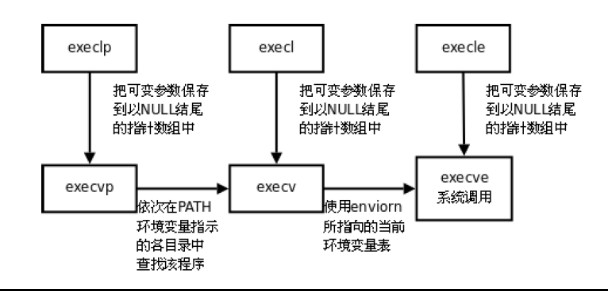 execlp
execl
execle
把可变参数保存
到以NULL结尾
的指针数组中
把可变参数保存
到以NULL结尾
的指针数组中
把可变参数保存
到以NULL结尾
的指针数组中
execvp
execv
execve
系统调用
依次在PATH
环境变量指示
的各目录中
查找该程序
使用enviorn
所指向的当前
环境变量表